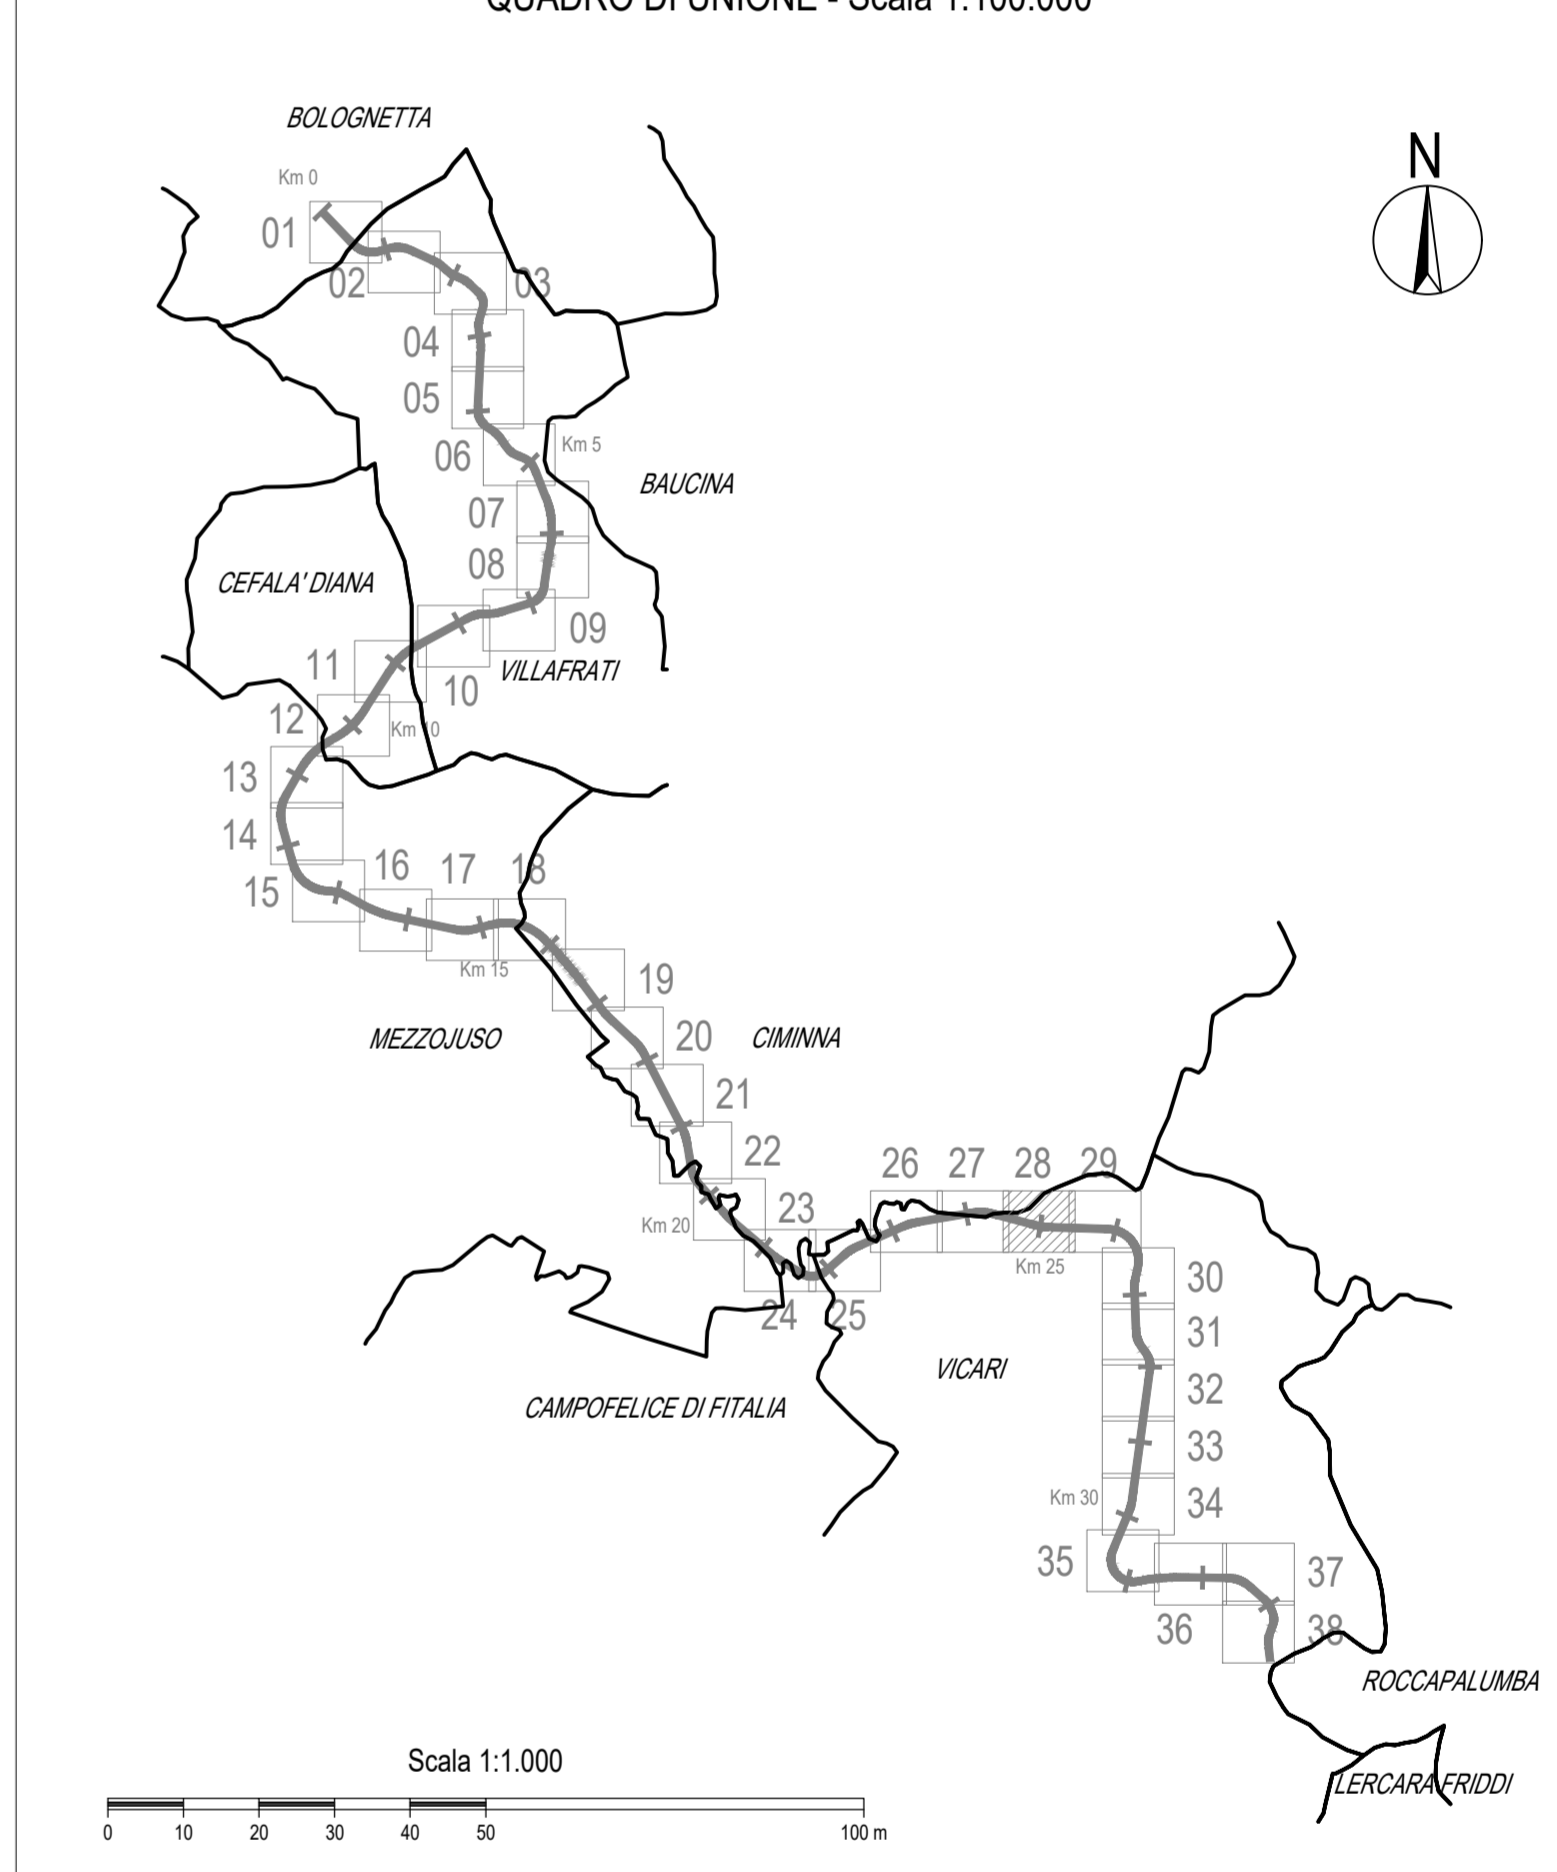 QUADRO DI UNIONE - Scala 1:100.000
BOLOGNETTA
N
Km 0
01
02
03
04
05
06
Km 5
BAUCINA
07
08
CEFALA' DIANA
09
VILLAFRATI
11
10
12
Km 10
13
14
15
16
17
18
Km 15
19
MEZZOJUSO
20
CIMINNA
21
22
26
27
28
29
23
Km 20
Km 25
24
25
30
31
VICARI
32
CAMPOFELICE DI FITALIA
33
Km 30
34
35
37
36
38
ROCCAPALUMBA
LERCARA FRIDDI
Scala 1:1.000
0 10 20 30 40 50 100 m